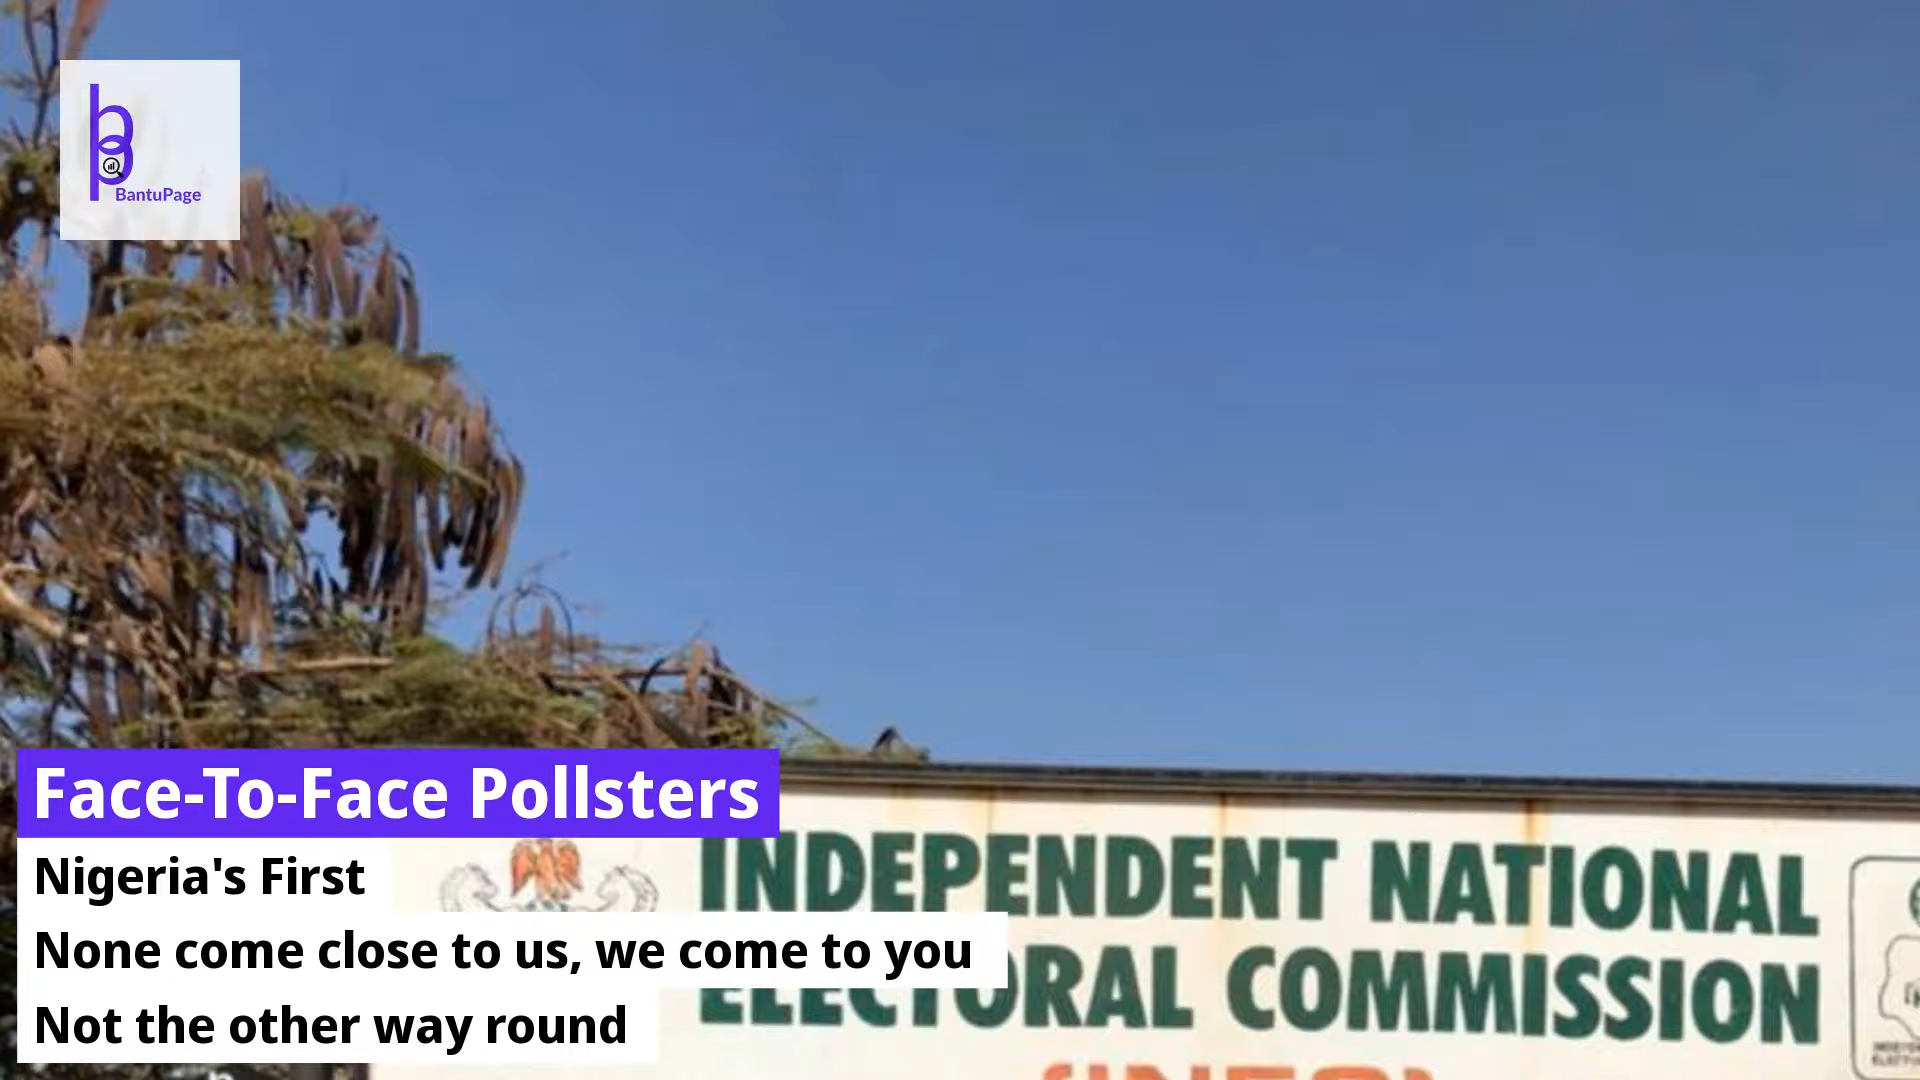 BantuPage
Face-To-Face Pollsters
Nigeria's First
None come close to us, we come to you
Not the other way round
INDEPENDENT NATIONAL
ELECTORAL COMMISSION